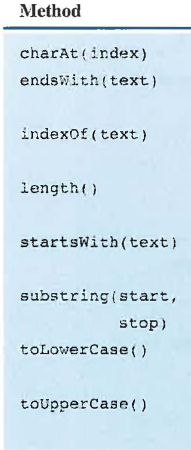 Method
charAt(index)
endsWith(text)
indexOf(text)
length()
startsWith(text)
substring(start,
stop)
toLowerCase()
toUpperCase()